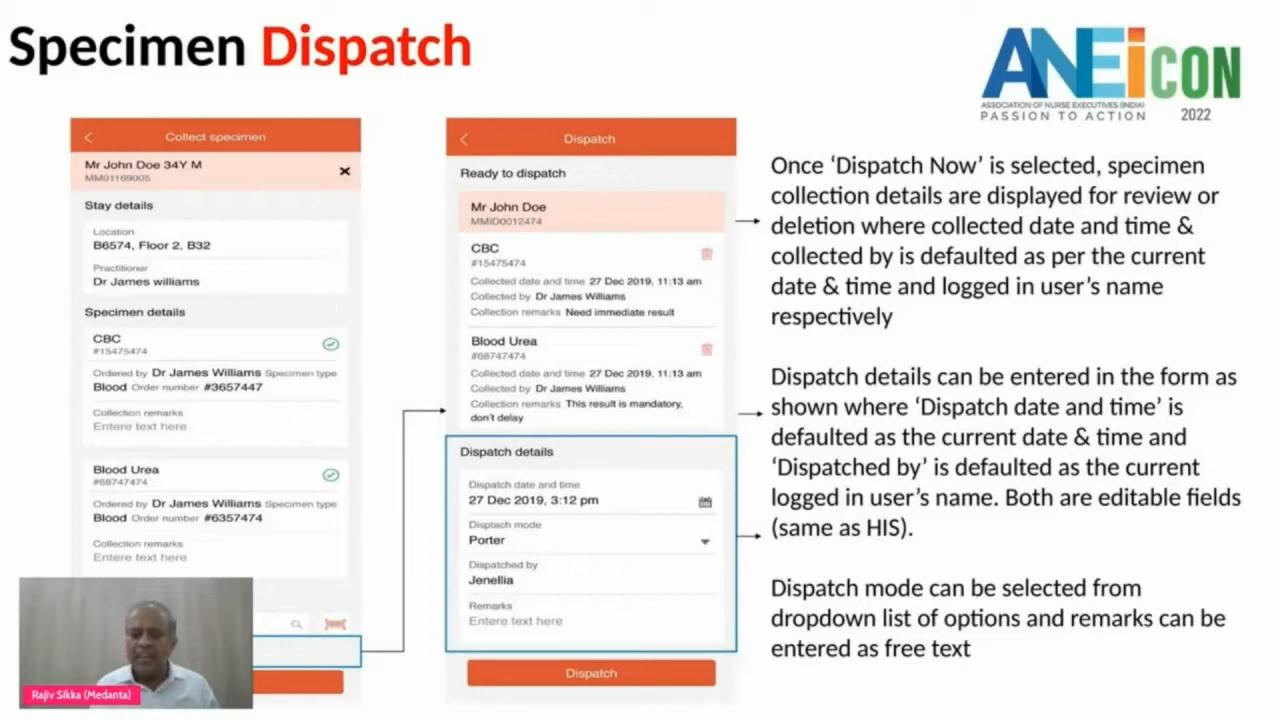 Specimen Dispatch
ANEiCON
ASSOCIATION OF NURSE EXECUTIVES (INDIA)
PASSION TO ACTION 2022
Collect specimen
Mr John Doe 34Y M
MM01169005
Stay details
Location
B6574, Floor 2, B32
Practitioner
Dr James williams
Specimen details
CBC
#15475474
Ordered by Dr James Williams Specimen type
Blood Order number #3657447
Collection remarks
Entere text here
Blood Urea
#68747474
Ordered by Dr James Williams Specimen type
Blood Order number #6357474
Collection remarks
Entere text here
Rajiv Sikka (Medanta)
Dispatch
Ready to dispatch
Mr John Doe
MMID0012474
CBC
#15475474
Collected date and time 27 Dec 2019, 11:13 am
Collected by Dr James Williams
Collection remarks Need immediate result
Blood Urea
#68747474
Collected date and time 27 Dec 2019, 11:13 am
Collected by Dr James Williams
Collection remarks This result is mandatory,
don't delay
Dispatch details
Dispatch date and time
27 Dec 2019, 3:12 pm
Disptach mode
Porter
Dispatched by
Jenellia
Remarks
Entere text here
Dispatch
Once ‘Dispatch Now’ is selected, specimen
collection details are displayed for review or
deletion where collected date and time &
collected by is defaulted as per the current
date & time and logged in user’s name
respectively
Dispatch details can be entered in the form as
shown where ‘Dispatch date and time’ is
defaulted as the current date & time and
‘Dispatched by’ is defaulted as the current
logged in user’s name. Both are editable fields
(same as HIS).
Dispatch mode can be selected from
dropdown list of options and remarks can be
entered as free text